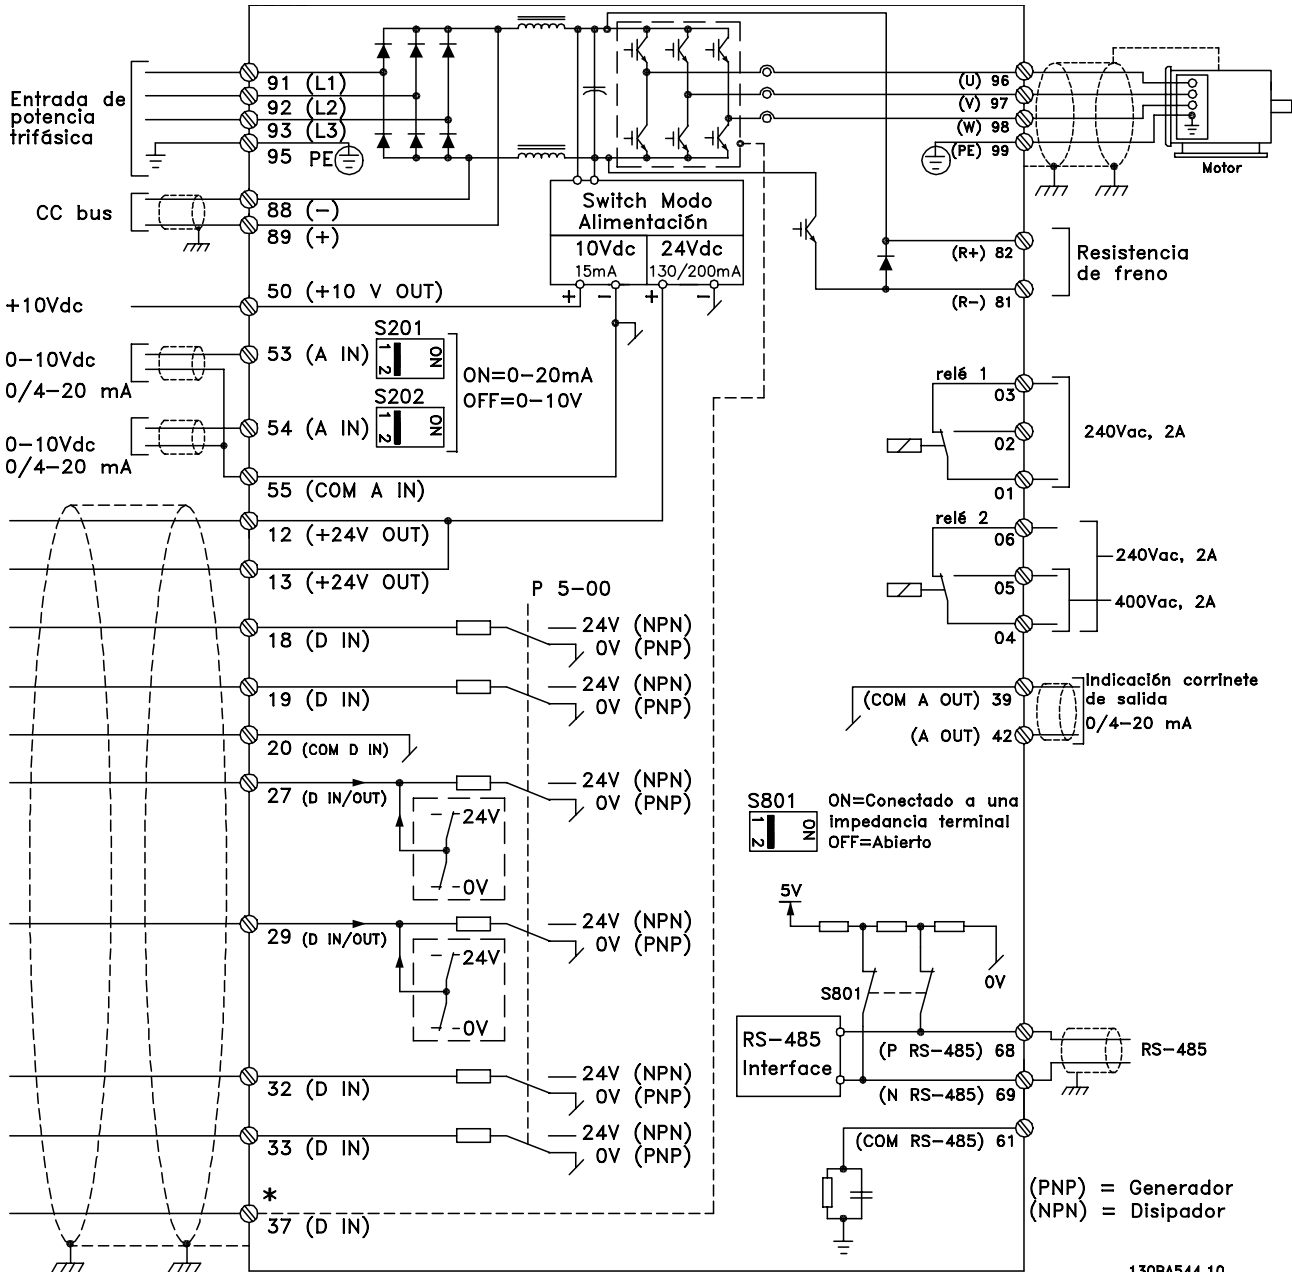 Entrada de
potencia
trifásica
91 (L1)
92 (L2)
93 (L3)
95 PE
CC bus
88 (−)
89 (+)
+10Vdc
50 (+10 V OUT)
0−10Vdc
0/4−20 mA
53 (A IN)
S201
1 2
ON
ON=0−20mA
OFF=0−10V
S202
1 2
ON
0−10Vdc
0/4−20 mA
54 (A IN)
55 (COM A IN)
12 (+24V OUT)
13 (+24V OUT)
P 5−00
18 (D IN)
24V (NPN)
0V (PNP)
19 (D IN)
24V (NPN)
0V (PNP)
20 (COM D IN)
27 (D IN/OUT)
24V (NPN)
0V (PNP)
24V
0V
29 (D IN/OUT)
24V (NPN)
0V (PNP)
24V
0V
32 (D IN)
24V (NPN)
0V (PNP)
33 (D IN)
24V (NPN)
0V (PNP)
*
37 (D IN)
Switch Modo
Alimentación
10Vdc
15mA
24Vdc
130/200mA
+ − + −
(U) 96
(V) 97
(W) 98
(PE) 99
Motor
(R+) 82
(R−) 81
Resistencia
de freno
relé 1
03
02
01
240Vac, 2A
relé 2
06
05
04
240Vac, 2A
400Vac, 2A
(COM A OUT) 39
(A OUT) 42
Indicación corrinete
de salida
0/4−20 mA
S801
1 2
ON
ON=Conectado a una
impedancia terminal
OFF=Abierto
5V
0V
S801
RS−485
Interface
(P RS−485) 68
(N RS−485) 69
RS−485
(COM RS−485) 61
(PNP) = Generador
(NPN) = Disipador
130BA544.10